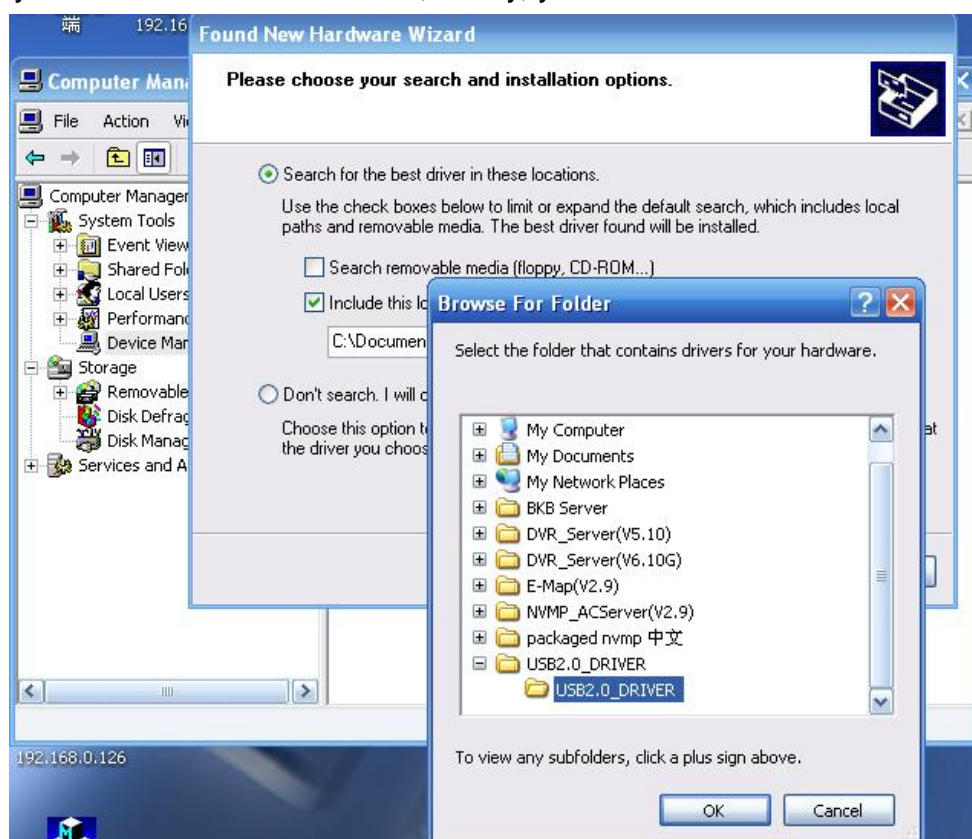 端 192.16
Found New Hardware Wizard
Please choose your search and installation options.
Computer Mana
File Action Vi
Search for the best driver in these locations.
Use the check boxes below to limit or expand the default search, which includes local
paths and removable media. The best driver found will be installed.
Search removable media (floppy, CD-ROM...)
Include this lo
C:\Documen
Don't search. I will c
Choose this option t
at
the driver you choos
Computer Manager
System Tools
Event View
Shared Fol
Local Users
Performanc
Device Mar
Storage
Removable
Disk Defrag
Disk Manag
Services and A
Browse For Folder
Select the folder that contains drivers for your hardware.
My Computer
My Documents
My Network Places
BKB Server
DVR_Server(V5.10)
DVR_Server(V6.10G)
E-Map(V2.9)
NVMP_ACServer(V2.9)
packaged nvmp 中文
USB2.0_DRIVER
USB2.0_DRIVER
To view any subfolders, click a plus sign above.
OK Cancel
192.168.0.126